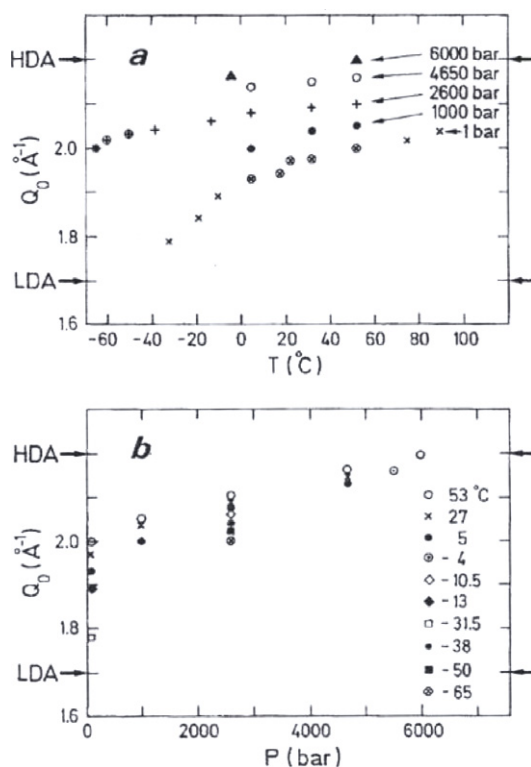 a
HDA
6000 bar
4650 bar
2600 bar
1000 bar
1 bar
2.0
1.8
LDA
1.6
Q₀ (Å⁻¹)
-60 -40 -20 0 20 40 60 80 100
T (°C)
b
HDA
53 °C
27
5
- 4
- 10.5
- 13
- 31.5
- 38
- 50
- 65
2.0
1.8
LDA
1.6
Q₀ (Å⁻¹)
0 2000 4000 6000
P (bar)